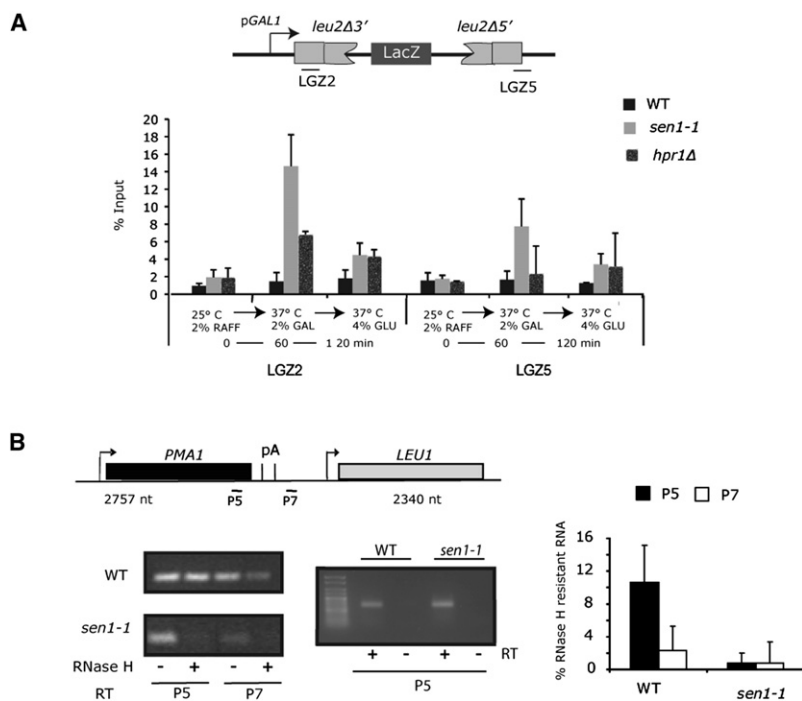 A
pGAL1
leu2Δ3'
leu2Δ5'
LacZ
LGZ2
LGZ5
WT
sen1-1
hpr1Δ
% Input
20
18
16
14
12
10
8
6
4
2
0
25° C 37° C 37° C 25° C 37° C 37° C
2% RAFF 2% GAL 4% GLU 2% RAFF 2% GAL 4% GLU
0 60 1 20 min 0 60 120 min
LGZ2 LGZ5
B
PMA1 pA LEU1
2757 nt P5 P7 2340 nt
WT
sen1-1
RNase H - + - +
RT P5 P7
WT sen1-1
+ - + - RT
P5
P5 P7
% RNase H resistant RNA
16
12
8
4
0
WT sen1-1